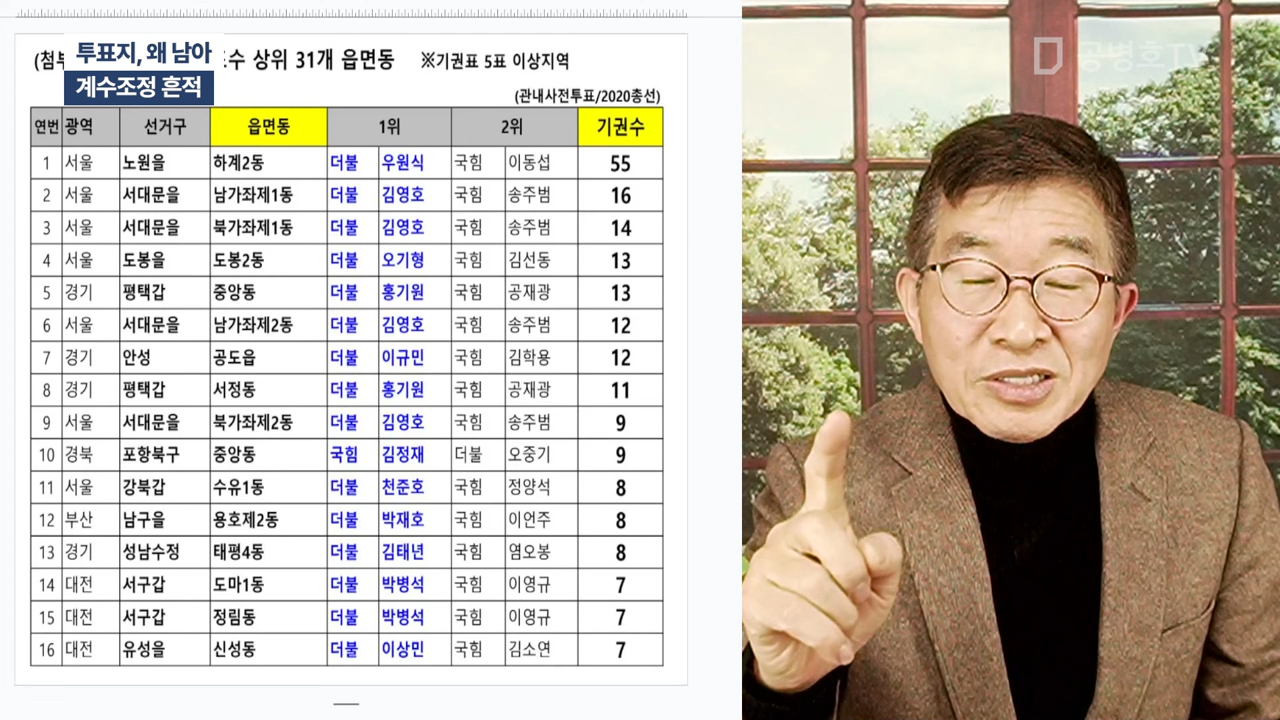 투표지, 왜 남아
계수조정 흔적
(첨부 수 상위 31개 읍면동 ※기권표 5표 이상지역
(관내사전투표/2020총선)
연번 광역 선거구 읍면동 1위 2위 기권수
1 서울 노원을 하계2동 더불 우원식 국힘 이동섭 55
2 서울 서대문을 남가좌제1동 더불 김영호 국힘 송주범 16
3 서울 서대문을 북가좌제1동 더불 김영호 국힘 송주범 14
4 서울 도봉을 도봉2동 더불 오기형 국힘 김선동 13
5 경기 평택갑 중앙동 더불 홍기원 국힘 공재광 13
6 서울 서대문을 남가좌제2동 더불 김영호 국힘 송주범 12
7 경기 안성 공도읍 더불 이규민 국힘 김학용 12
8 경기 평택갑 서정동 더불 홍기원 국힘 공재광 11
9 서울 서대문을 북가좌제2동 더불 김영호 국힘 송주범 9
10 경북 포항북구 중앙동 국힘 김정재 더불 오중기 9
11 서울 강북갑 수유1동 더불 천준호 국힘 정양석 8
12 부산 남구을 용호제2동 더불 박재호 국힘 이언주 8
13 경기 성남수정 태평4동 더불 김태년 국힘 염오봉 8
14 대전 서구갑 도마1동 더불 박병석 국힘 이영규 7
15 대전 서구갑 정림동 더불 박병석 국힘 이영규 7
16 대전 유성을 신성동 더불 이상민 국힘 김소연 7
공병호TV